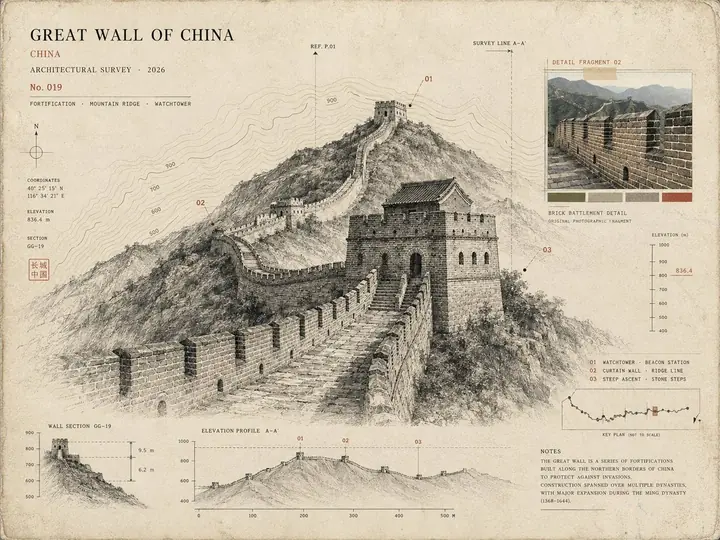 GREAT WALL OF CHINA
CHINA
ARCHITECTURAL SURVEY · 2026
No. 019
FORTIFICATION · MOUNTAIN RIDGE · WATCHTOWER
N
COORDINATES
40° 25' 15" N
116° 34' 21" E
ELEVATION
836.4 m
SECTION
GG-19
长城
中国
REF. P.01
SURVEY LINE A-A'
01
02
03
900
700
700
600
500
DETAIL FRAGMENT 02
BRICK BATTLEMENT DETAIL
ORIGINAL PHOTOGRAPHIC FRAGMENT
ELEVATION (m)
1000
900
800
700
600
500
400
836.4
01 WATCHTOWER · BEACON STATION
02 CURTAIN WALL · RIDGE LINE
03 STEEP ASCENT · STONE STEPS
KEY PLAN (NOT TO SCALE)
WALL SECTION GG-19
900
800
700
600
500
9.5 m
6.2 m
ELEVATION PROFILE A-A'
1000
800
600
400
01
02
03
0
100
200
300
400
500 M
NOTES
THE GREAT WALL IS A SERIES OF FORTIFICATIONS
BUILT ALONG THE NORTHERN BORDERS OF CHINA
TO PROTECT AGAINST INVASIONS.
CONSTRUCTION SPANNED OVER MULTIPLE DYNASTIES,
WITH MAJOR EXPANSION DURING THE MING DYNASTY
(1368-1644).